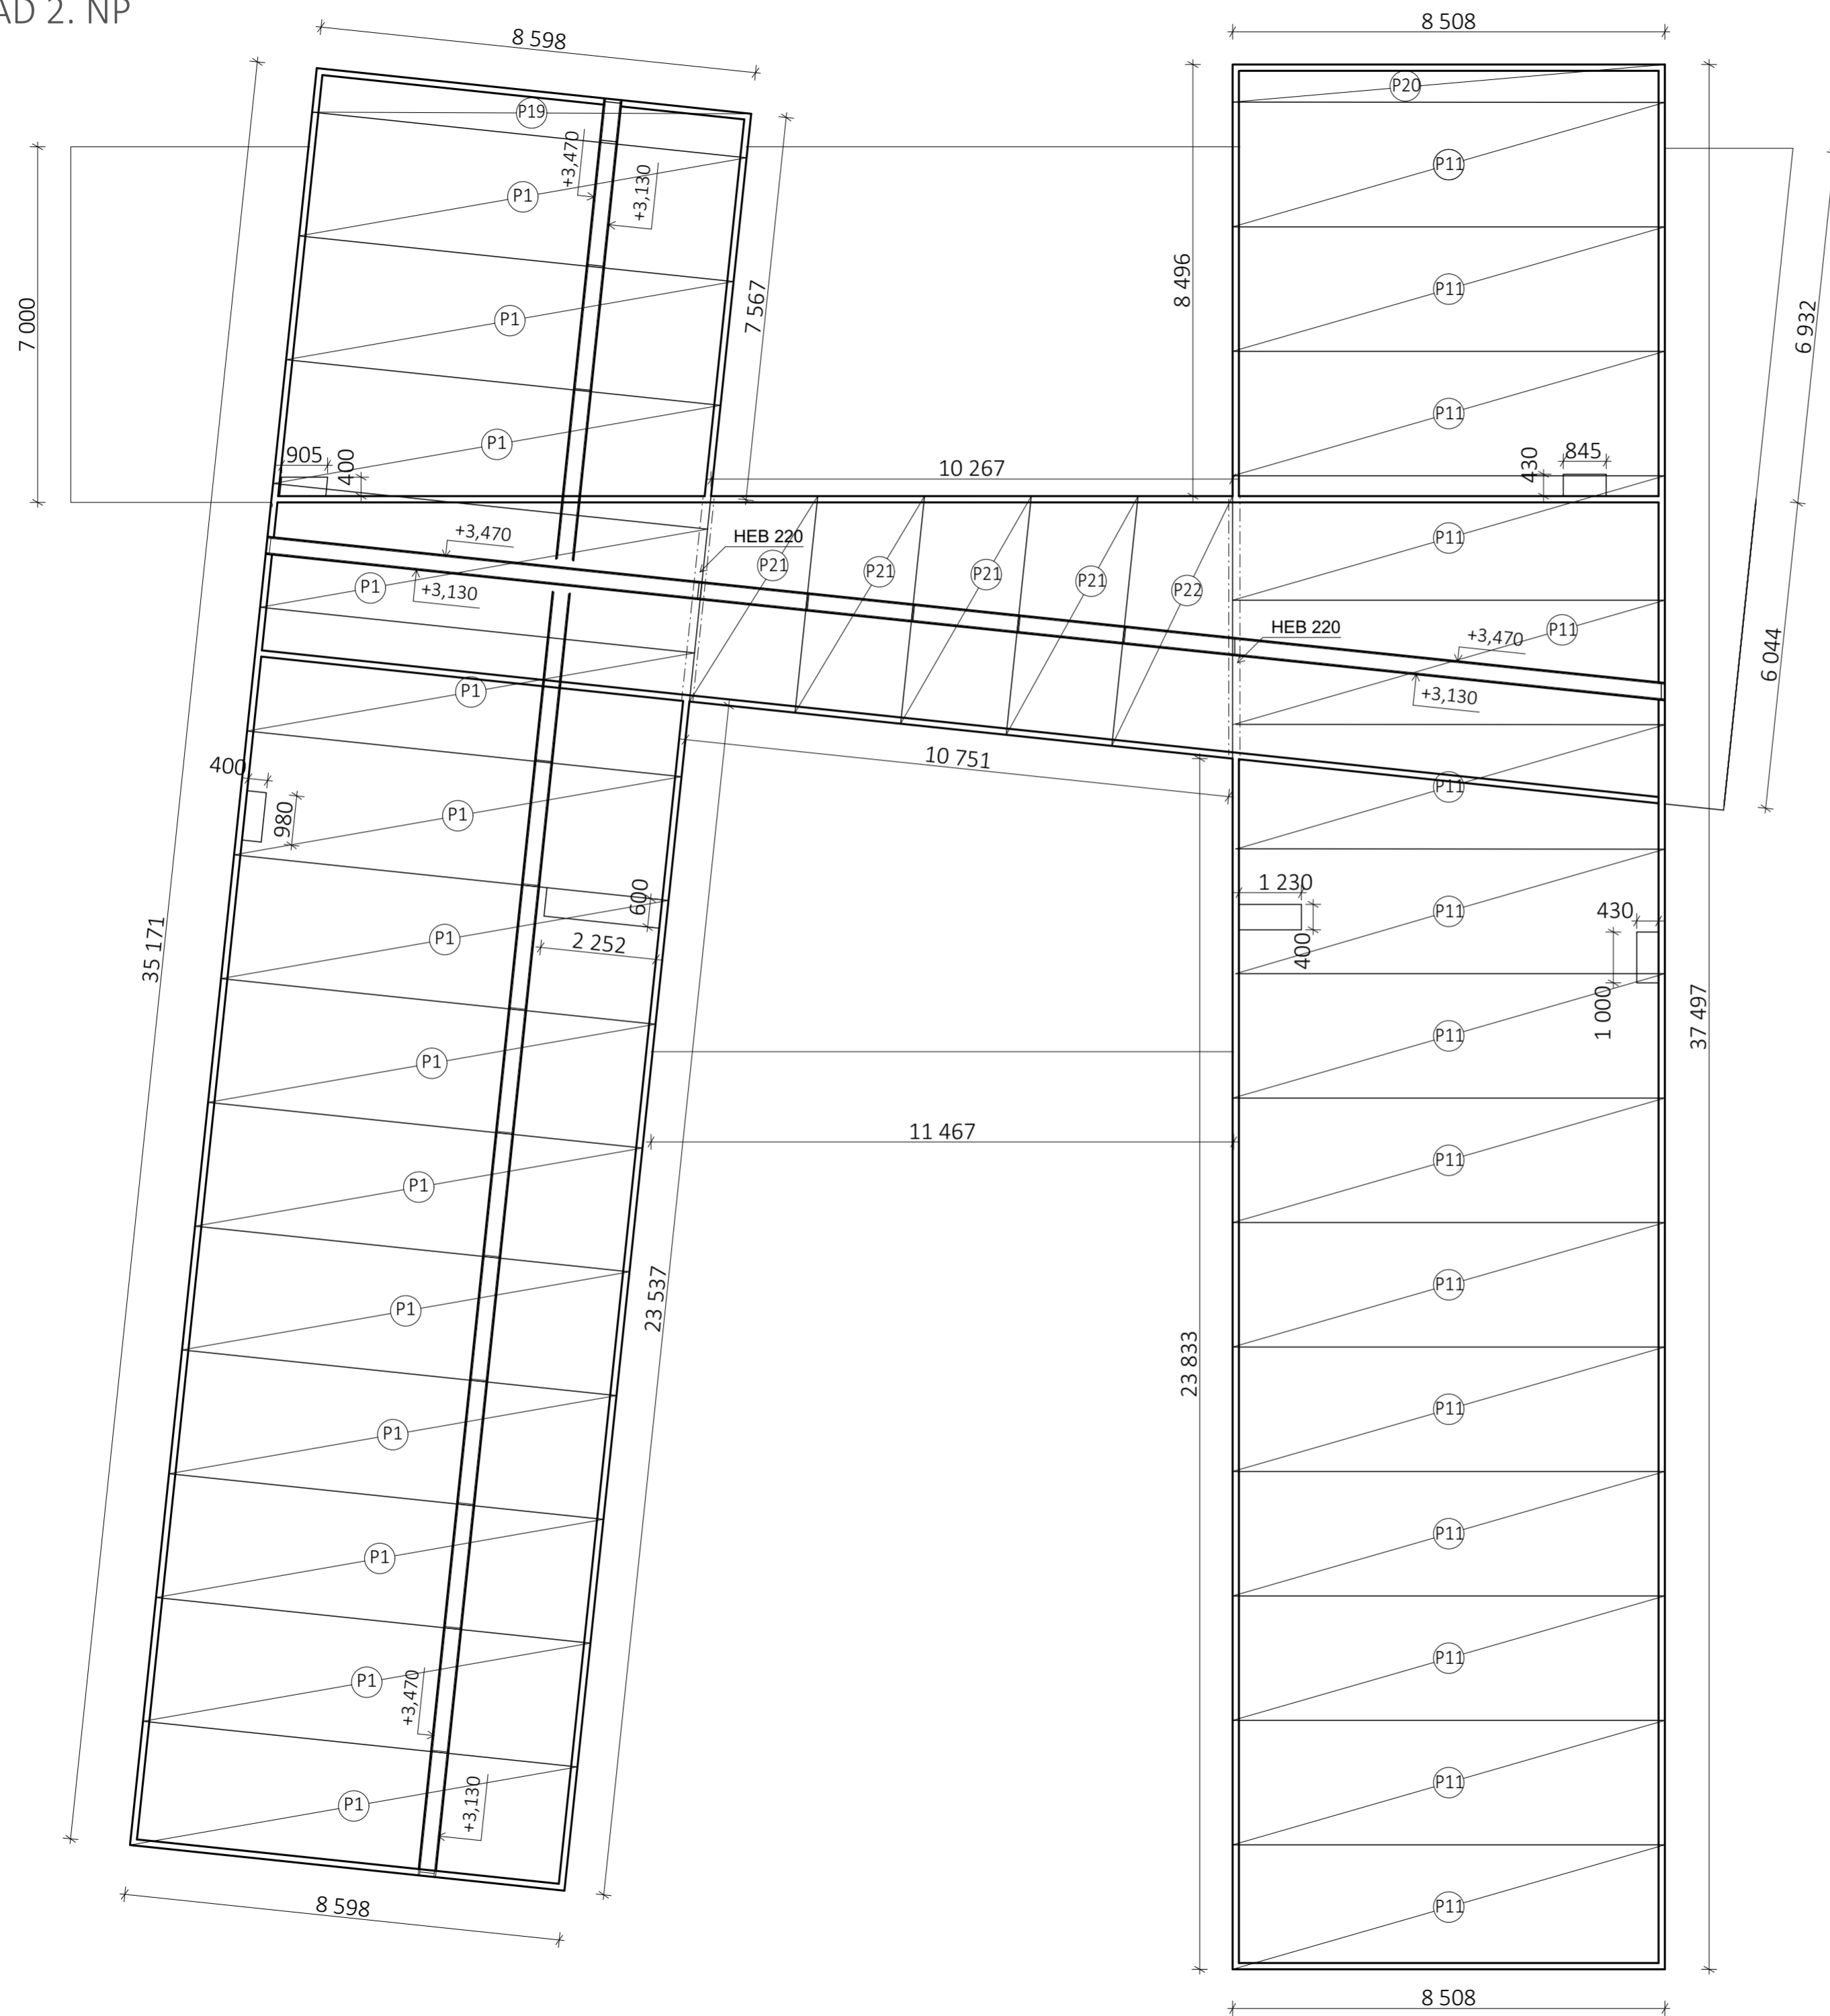 AD 2. NP
8 598
8 508
P19
P20
+3,470
+3,130
P1
P11
7 000
8 496
6 932
P1
P11
7 567
P1
P11
905
400
10 267
430
845
+3,470
HEB 220
P21
P21
P21
P21
P22
P11
P1
+3,130
HEB 220
+3,470
P11
6 044
+3,130
P1
10 751
400
980
P1
P11
1 230
400
430
1 000
600
2 252
P1
P11
35 171
37 497
P1
P11
11 467
P1
P11
P1
P11
23 537
23 833
P1
P11
P1
P11
P1
+3,470
P11
P1
+3,130
P11
P11
8 598
8 508